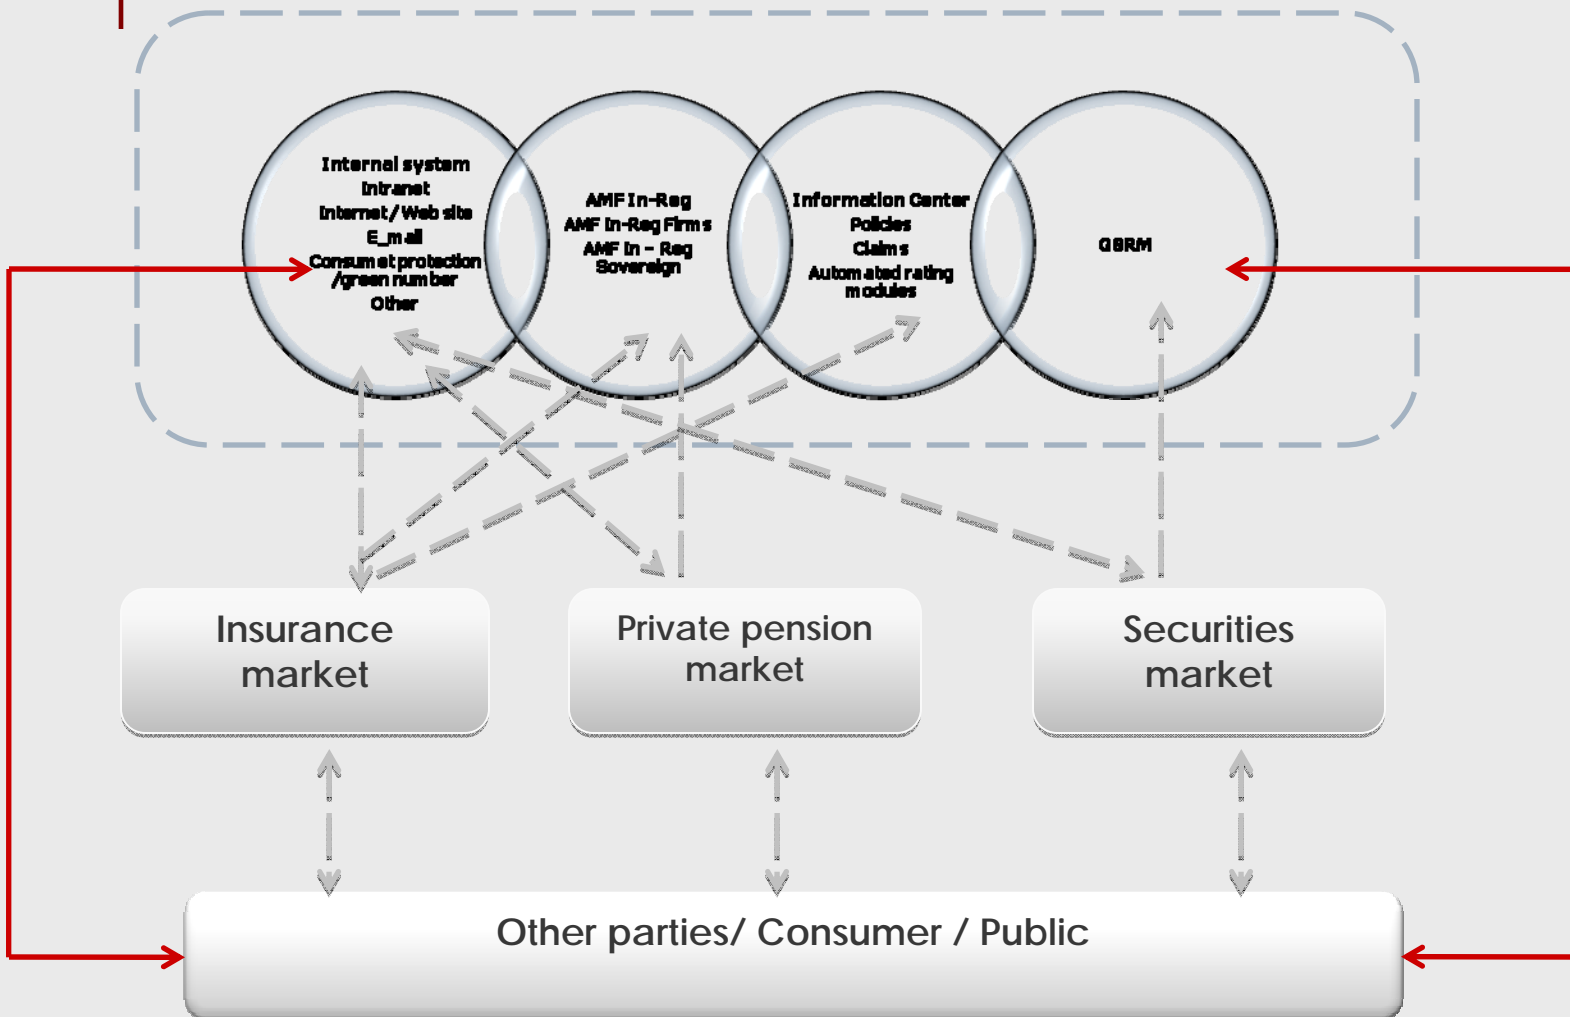 Internal system
Intranet
Internet / Web site
E_mail
Consumet protection
/green number
Other
AMF In-Reg
AMF In-Reg Firms
AMF In - Reg
Sovereign
Information Center
Policies
Claims
Automated rating
modules
GBRM
Insurance
market
Private pension
market
Securities
market
Other parties/ Consumer / Public